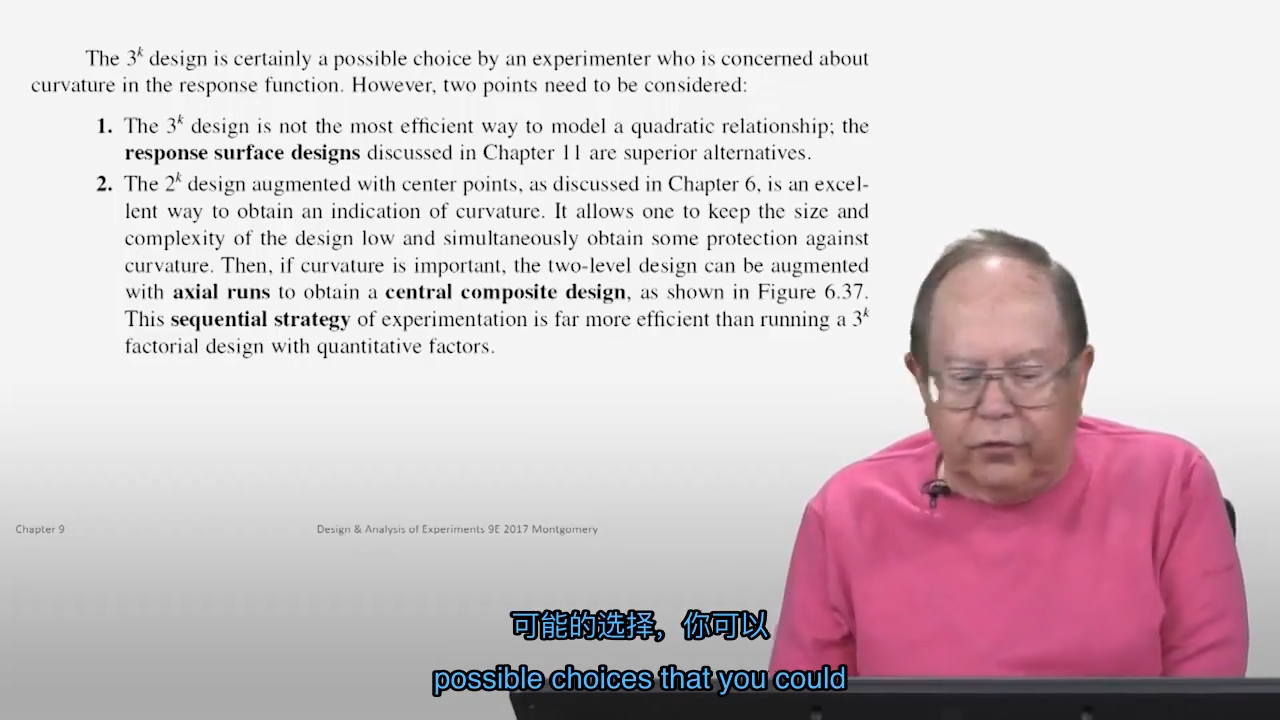 The 3^k design is certainly a possible choice by an experimenter who is concerned about
curvature in the response function. However, two points need to be considered:
1. The 3^k design is not the most efficient way to model a quadratic relationship; the
response surface designs discussed in Chapter 11 are superior alternatives.
2. The 2^k design augmented with center points, as discussed in Chapter 6, is an excel-
lent way to obtain an indication of curvature. It allows one to keep the size and
complexity of the design low and simultaneously obtain some protection against
curvature. Then, if curvature is important, the two-level design can be augmented
with axial runs to obtain a central composite design, as shown in Figure 6.37.
This sequential strategy of experimentation is far more efficient than running a 3^k
factorial design with quantitative factors.
Chapter 9
Design & Analysis of Experiments 9E 2017 Montgomery
可能的选择，你可以
possible choices that you could